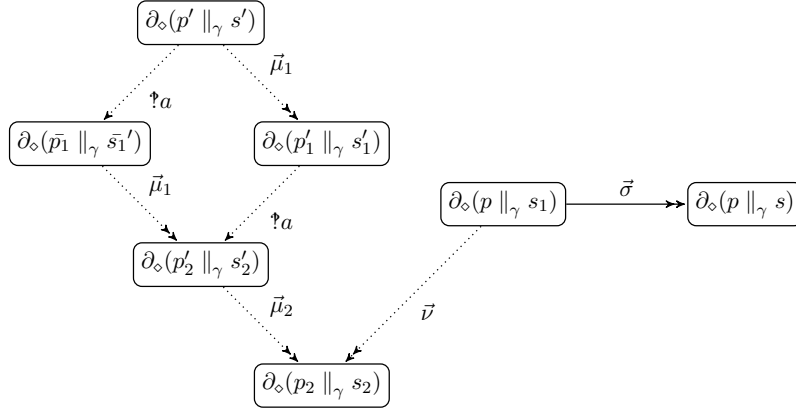 ∂⋄(p′ ∥γ s′)
‽a
μ⃗1
∂⋄(p̄1 ∥γ s̄1′)
∂⋄(p′1 ∥γ s′1)
μ⃗1
‽a
∂⋄(p ∥γ s1)
σ⃗
∂⋄(p ∥γ s)
∂⋄(p′2 ∥γ s′2)
μ⃗2
ν⃗
∂⋄(p2 ∥γ s2)